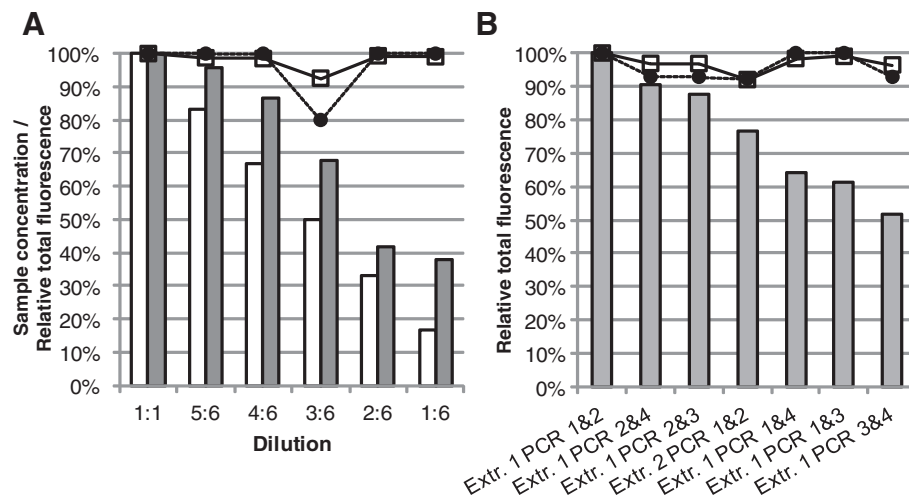 A
100%
90%
80%
70%
60%
50%
40%
30%
20%
10%
0%
Sample concentration /
Relative total fluorescence
1:1 5:6 4:6 3:6 2:6 1:6
Dilution
B
100%
90%
80%
70%
60%
50%
40%
30%
20%
10%
0%
Relative total fluorescence
Extr. 1 PCR 1&2
Extr. 1 PCR 2&4
Extr. 1 PCR 2&3
Extr. 2 PCR 1&2
Extr. 1 PCR 1&4
Extr. 1 PCR 1&3
Extr. 1 PCR 3&4